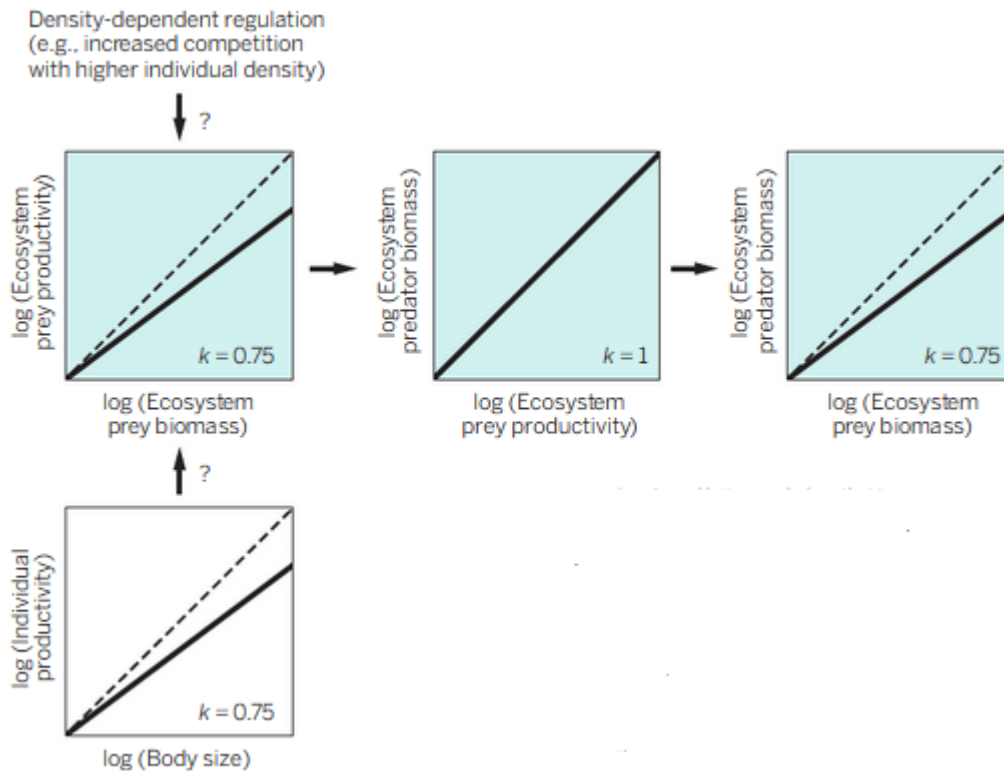 Density-dependent regulation
(e.g., increased competition
with higher individual density)
?
log (Ecosystem
prey productivity)
k = 0.75
log (Ecosystem
prey biomass)
log (Ecosystem
predator biomass)
k = 1
log (Ecosystem
prey productivity)
log (Ecosystem
predator biomass)
k = 0.75
log (Ecosystem
prey biomass)
?
log (Individual
productivity)
k = 0.75
log (Body size)